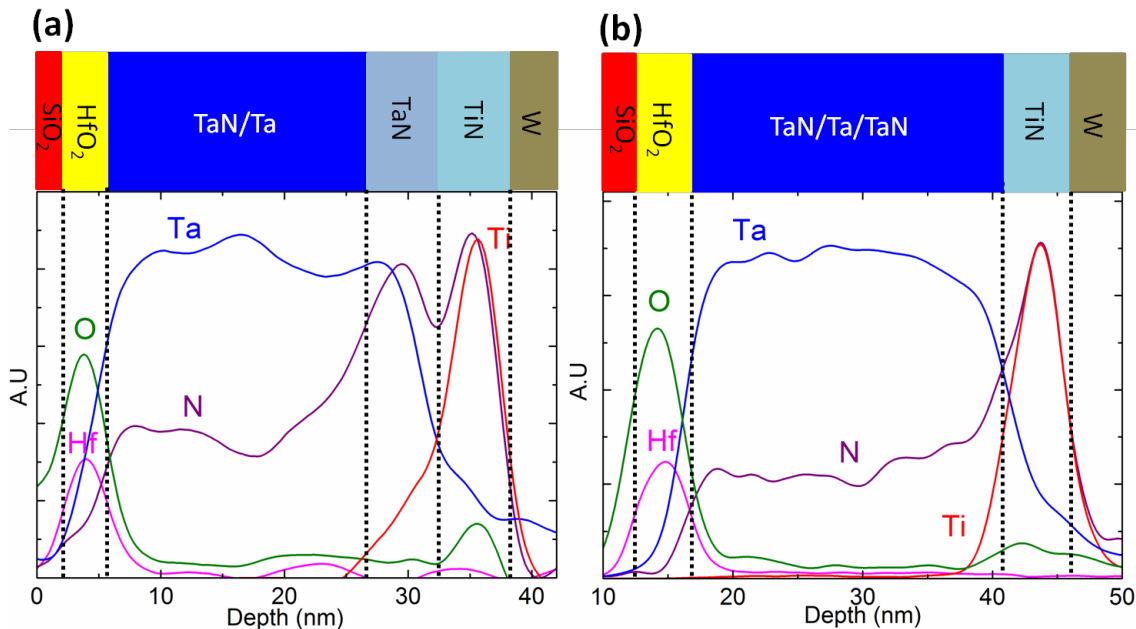 (a)
SiO₂
HfO₂
TaN/Ta
TaN
TiN
W
Ta
Ti
O
N
Hf
A.U
0 10 20 30 40
Depth (nm)
(b)
SiO₂
HfO₂
TaN/Ta/TaN
TiN
W
Ta
O
Hf
N
Ti
A.U
10 20 30 40 50
Depth (nm)